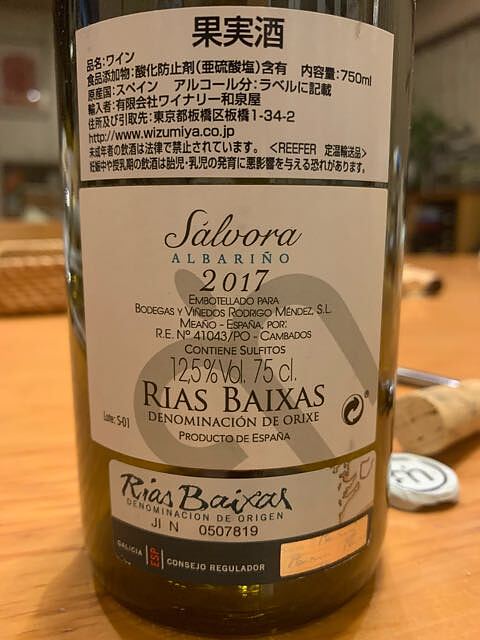 果実酒
品名:ワイン
食品添加物:酸化防止剤(亜硫酸塩)含有 内容量:750ml
原産国:スペイン アルコール分:ラベルに記載
輸入者:有限会社ワイナリー和泉屋
住所及び引取先:東京都板橋区板橋1-34-2
http://www.wizumiya.co.jp
未成年者の飲酒は法律で禁止されています。 <REEFER 定温輸送品>
妊娠中や授乳期の飲酒は胎児・乳児の発育に悪影響を与える恐れがあります。
Sálvora
ALBARIÑO
2017
EMBOTELLADO PARA
BODEGAS Y VIÑEDOS RODRIGO MÉNDEZ, S.L.
MEAÑO - ESPAÑA, POR:
R.E. Nº 41043/PO - CAMBADOS
CONTIENE SULFITOS
12,5%Vol. 75 cl.
RIAS BAIXAS
DENOMINACIÓN DE ORIXE
Lote: S-01
PRODUCTO DE ESPAÑA
Rías Baixas
DENOMINACION DE ORIGEN
JI N 0507819
GALICIA ESP CONSEJO REGULADOR